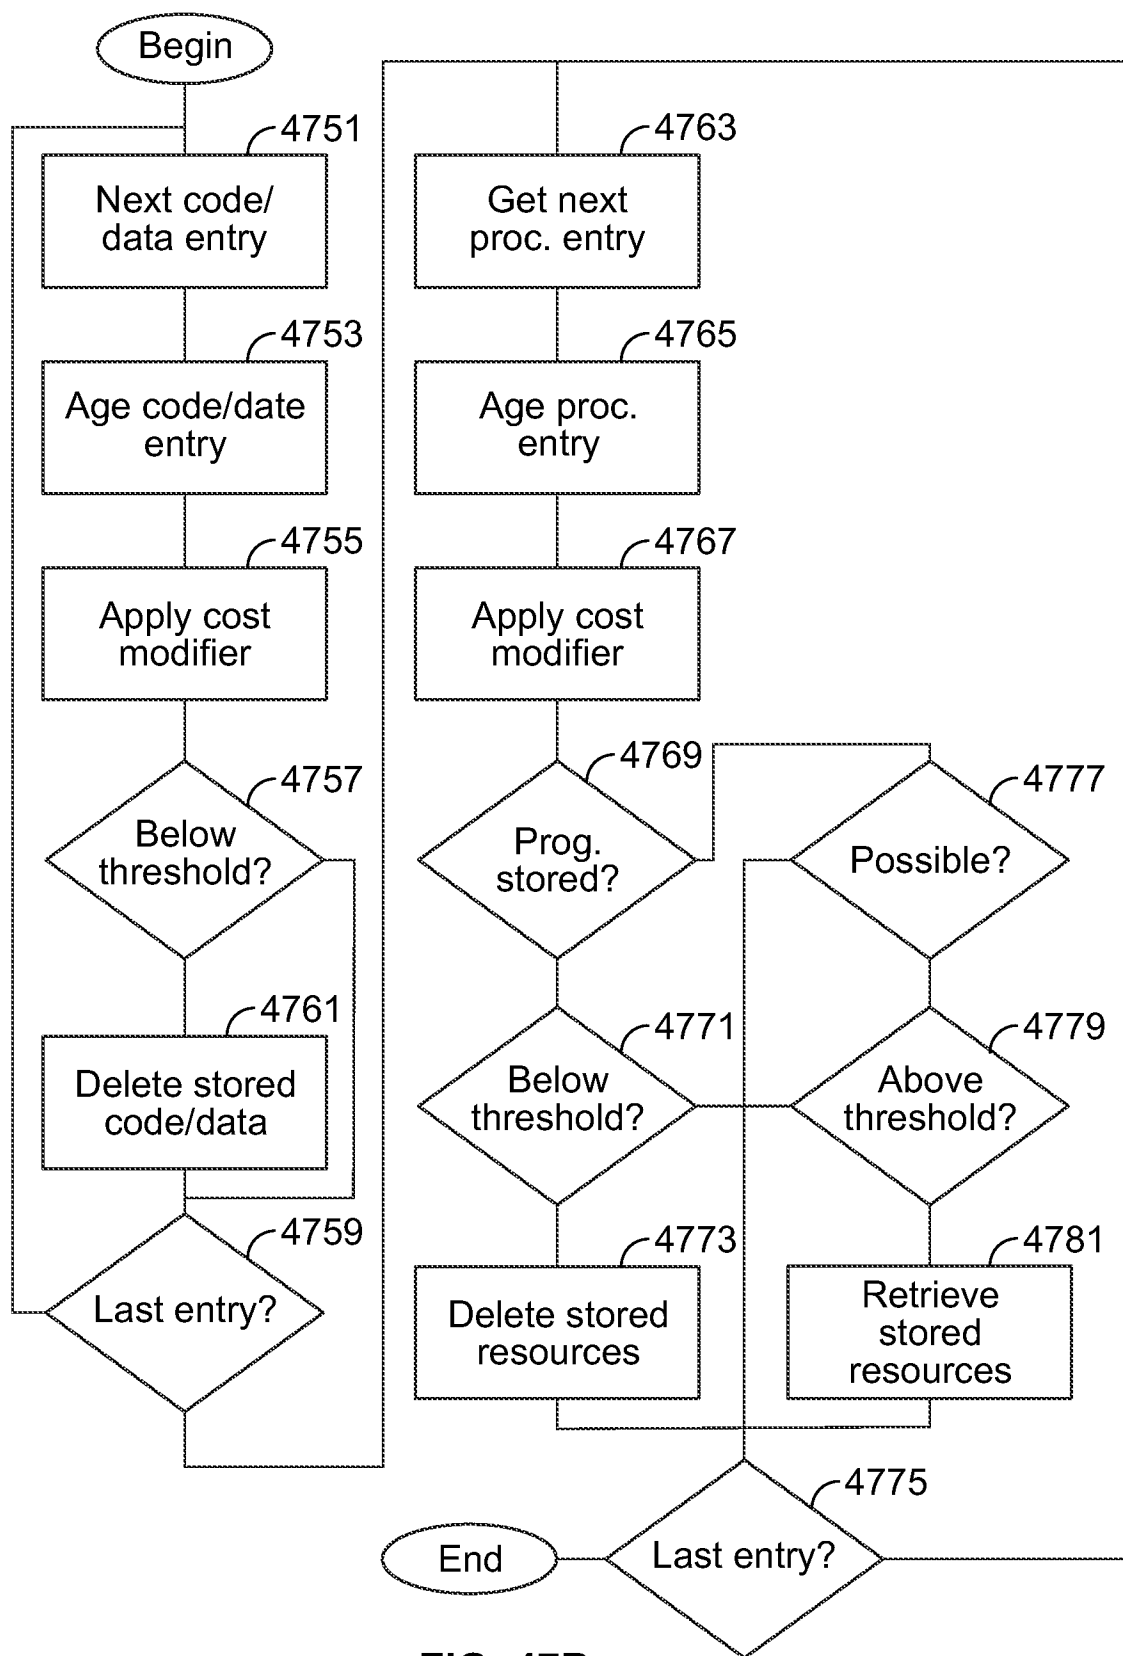 Begin
4751
Next code/
data entry
4753
Age code/date
entry
4755
Apply cost
modifier
4757
Below
threshold?
4761
Delete stored
code/data
4759
Last entry?
4763
Get next
proc. entry
4765
Age proc.
entry
4767
Apply cost
modifier
4769
Prog.
stored?
4771
Below
threshold?
4773
Delete stored
resources
4777
Possible?
4779
Above
threshold?
4781
Retrieve
stored
resources
4775
Last entry?
End